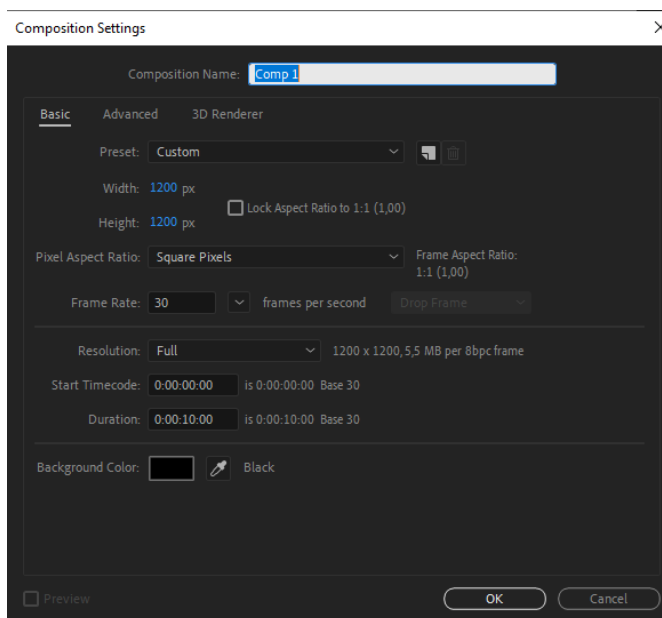 Composition Settings
Composition Name: Comp 1
Basic Advanced 3D Renderer
Preset: Custom
Width: 1200 px
Lock Aspect Ratio to 1:1 (1,00)
Height: 1200 px
Pixel Aspect Ratio: Square Pixels
Frame Aspect Ratio:
1:1 (1,00)
Frame Rate: 30 frames per second Drop Frame
Resolution: Full 1200 x 1200, 5,5 MB per 8bpc frame
Start Timecode: 0:00:00:00 is 0:00:00:00 Base 30
Duration: 0:00:10:00 is 0:00:10:00 Base 30
Background Color: Black
Preview OK Cancel